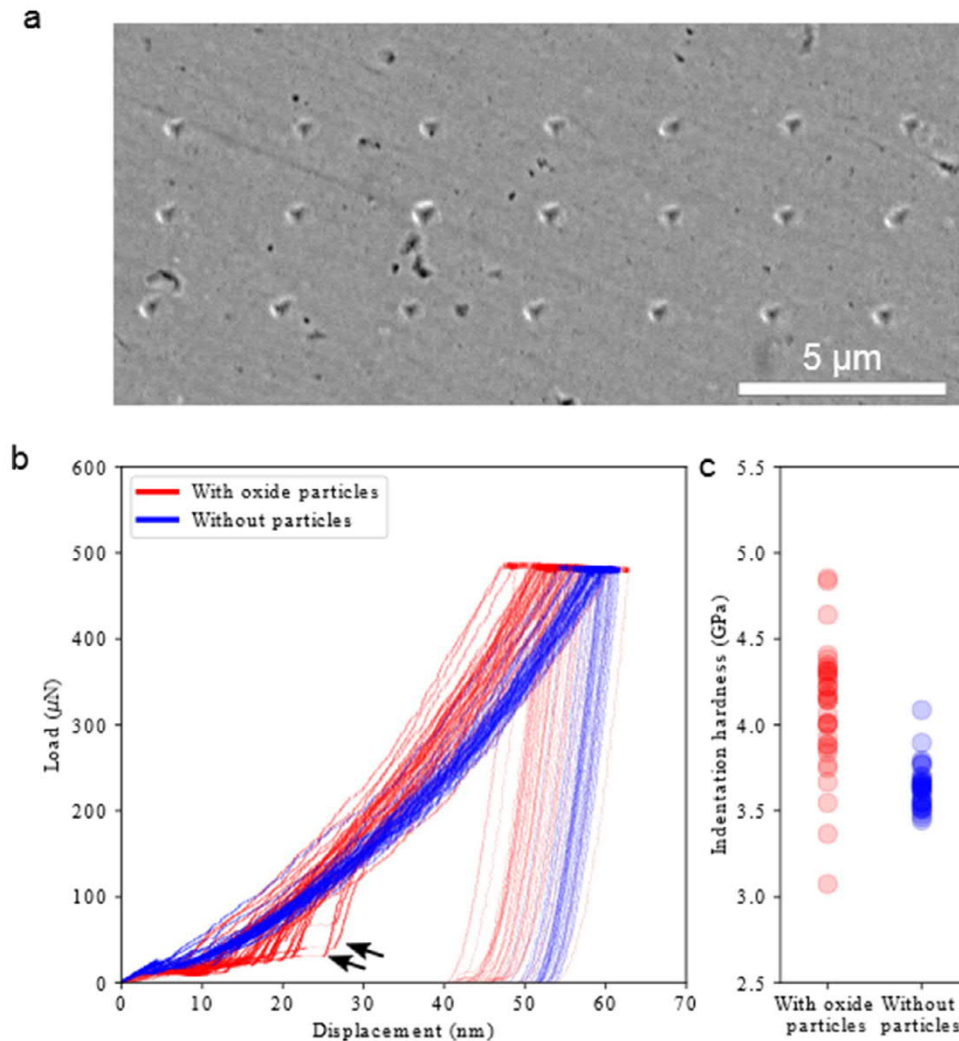 a
5 µm
b
600
500
400
300
200
100
0
Load (µN)
With oxide particles
Without particles
0 10 20 30 40 50 60 70
Displacement (nm)
c
5.5
5.0
4.5
4.0
3.5
3.0
2.5
Indentation hardness (GPa)
With oxide
particles
Without
particles